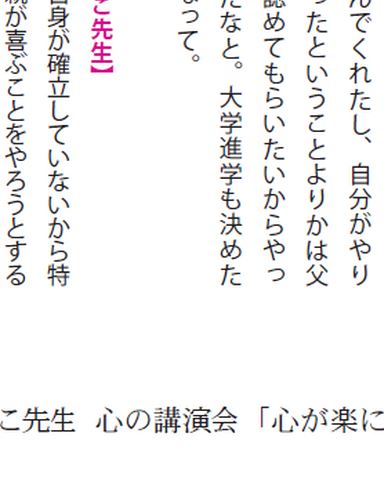 んでくれたし、自分がやり
ったということよりかは父
認めてもらいたいからやっ
だなと。大学進学も決めた
よって。
こ先生】
自身が確立していないから特
親が喜ぶことをやろうとする
こ先生 心の講演会 「心が楽に